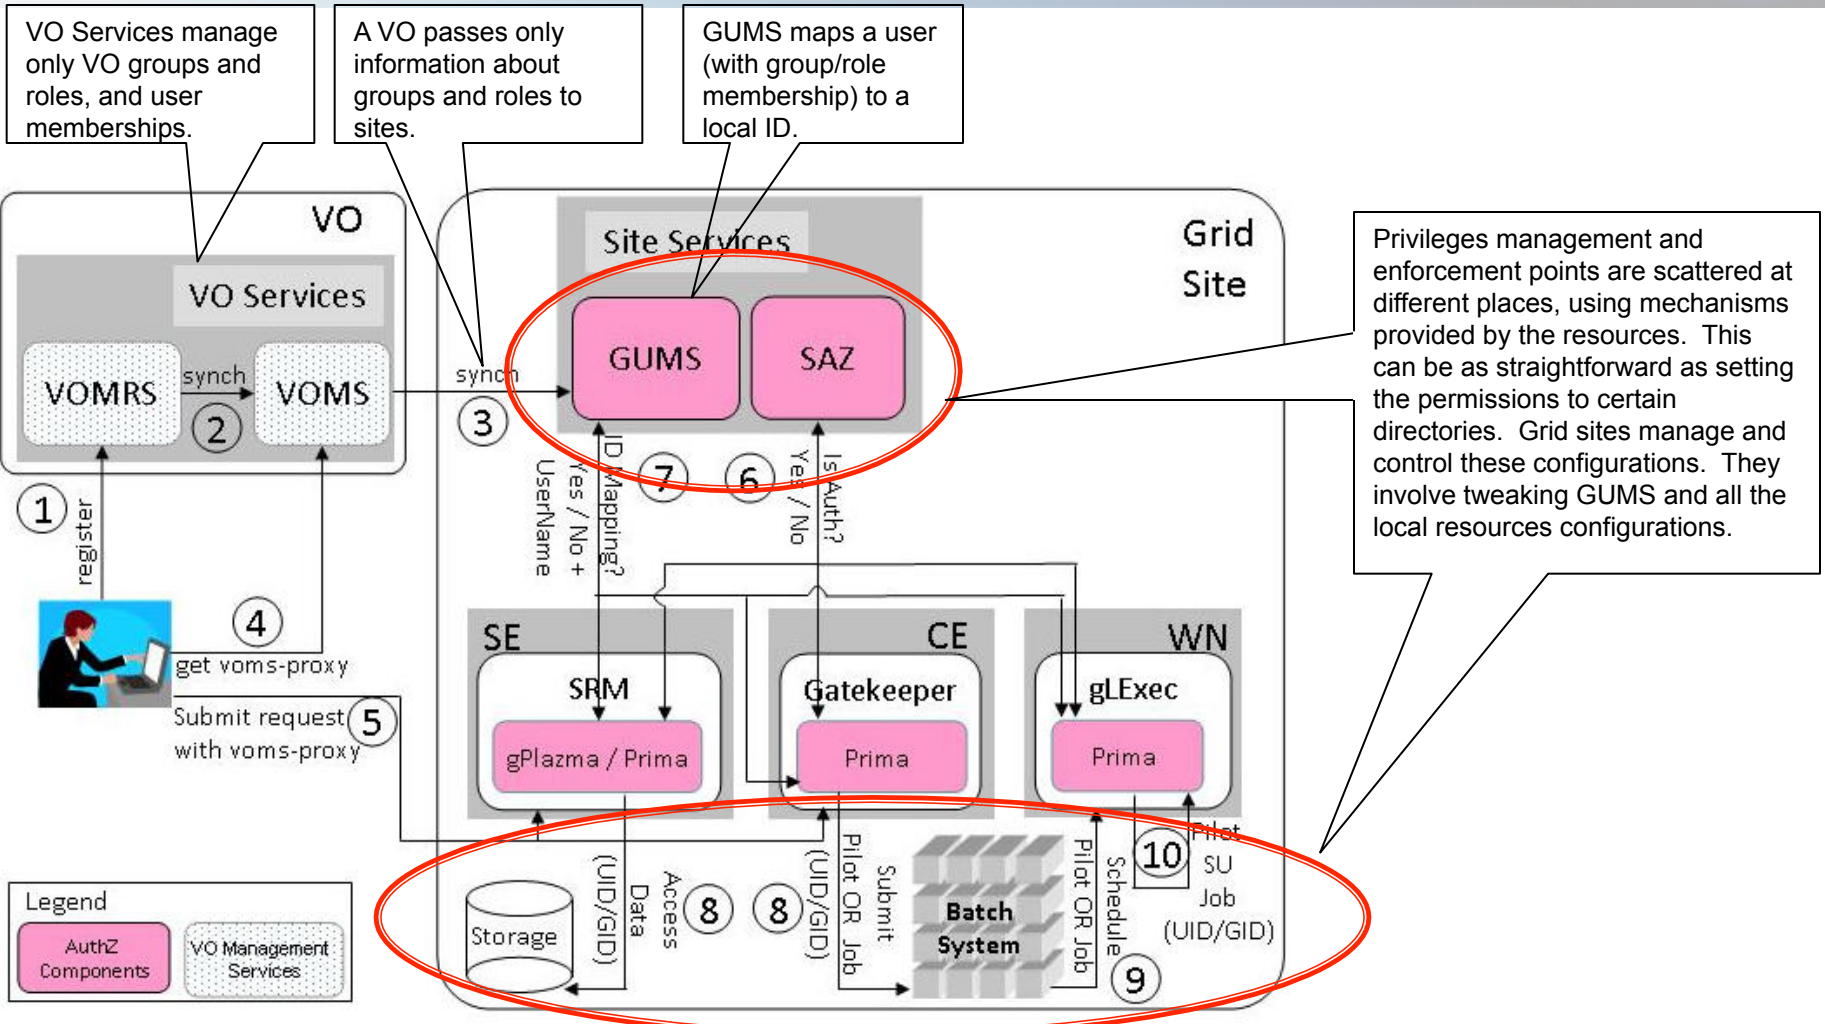 VO Services manage
only VO groups and
roles, and user
memberships.
A VO passes only
information about
groups and roles to
sites.
GUMS maps a user
(with group/role
membership) to a
local ID.
VO
VO Services
VOMRS
synch
2
VOMS
synch
3
Site Services
GUMS
SAZ
Grid
Site
Privileges management and
enforcement points are scattered at
different places, using mechanisms
provided by the resources. This
can be as straightforward as setting
the permissions to certain
directories. Grid sites manage and
control these configurations. They
involve tweaking GUMS and all the
local resources configurations.
1
register
ID Mapping?
Yes / No +
UserName
7
6
Is Auth?
Yes / No
4
get voms-proxy
Submit request
with voms-proxy
5
SE
SRM
gPlazma / Prima
CE
Gatekeeper
Prima
WN
gLExec
Prima
Storage
Access
Data
(UID/GID)
8
8
Submit
Pilot OR Job
(UID/GID)
Batch
System
Schedule
Pilot OR Job
9
10
Pilot
SU
Job
(UID/GID)
Legend
AuthZ
Components
VO Management
Services